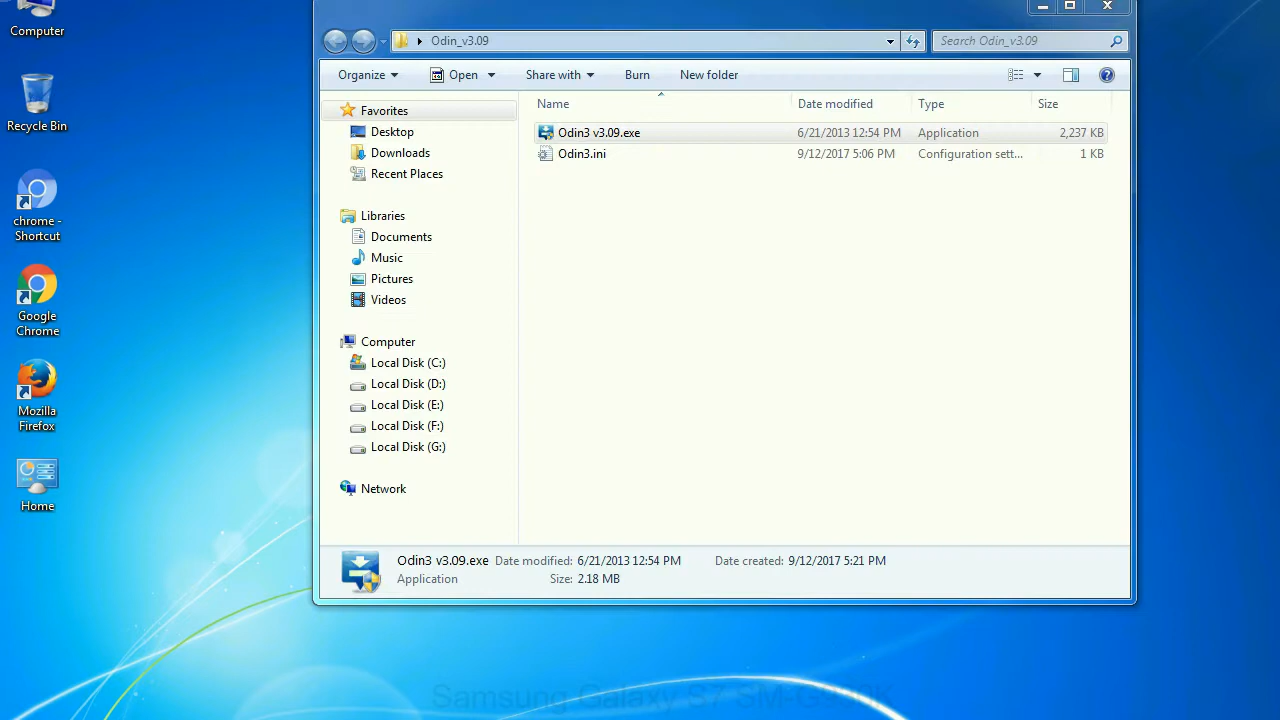 Computer
Recycle Bin
chrome -
Shortcut
Google
Chrome
Mozilla
Firefox
Home
Odin_v3.09
Search Odin_v3.09
Organize
Open
Share with
Burn
New folder
Name
Date modified
Type
Size
Odin3 v3.09.exe
6/21/2013 12:54 PM
Application
2,237 KB
Odin3.ini
9/12/2017 5:06 PM
Configuration sett...
1 KB
Favorites
Desktop
Downloads
Recent Places
Libraries
Documents
Music
Pictures
Videos
Computer
Local Disk (C:)
Local Disk (D:)
Local Disk (E:)
Local Disk (F:)
Local Disk (G:)
Network
Odin3 v3.09.exe Date modified: 6/21/2013 12:54 PM Date created: 9/12/2017 5:21 PM
Application Size: 2.18 MB
Samsung Galaxy S7